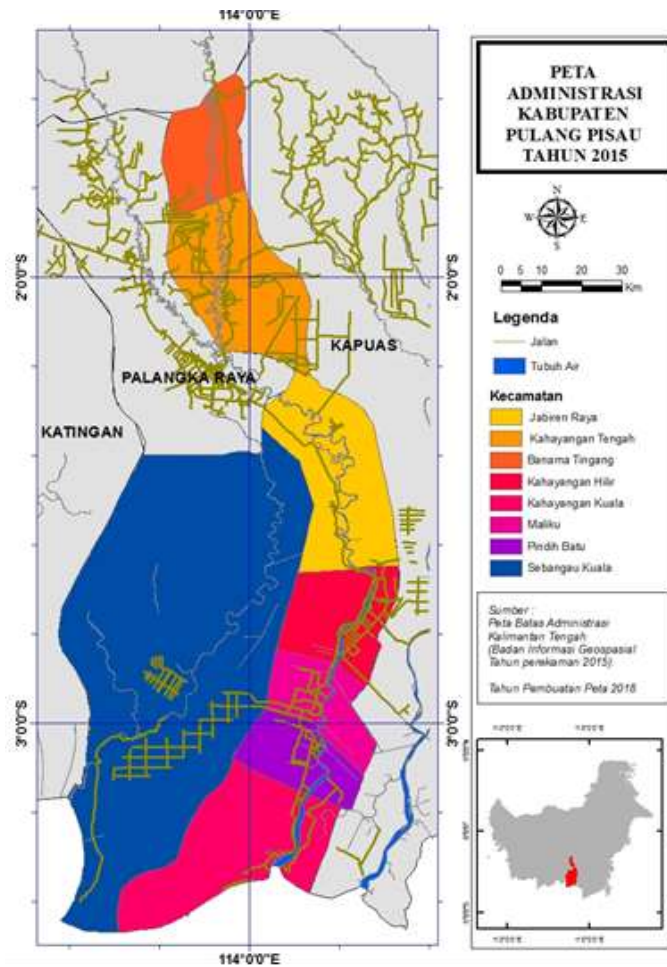 114°0'0"E
PETA
ADMINISTRASI
KABUPATEN
PULANG PISAU
TAHUN 2015
N
W
E
S
0 5 10 20 30
Km
Legenda
Jalan
Tubuh Air
Kecamatan
Jabiren Raya
Kahayangan Tengah
Banama Tingang
Kahayangan Hilir
Kahayangan Kuala
Maliku
Pindih Batu
Sebangau Kuala
Sumber :
Peta Batas Administrasi
Kalimantan Tengah
(Badan Informasi Geospasial
Tahun perekaman 2015).
Tahun Pembuatan Peta 2018
2°0'0"S
2°0'0"S
KAPUAS
PALANGKA RAYA
KATINGAN
3°0'0"S
3°0'0"S
114°0'0"E